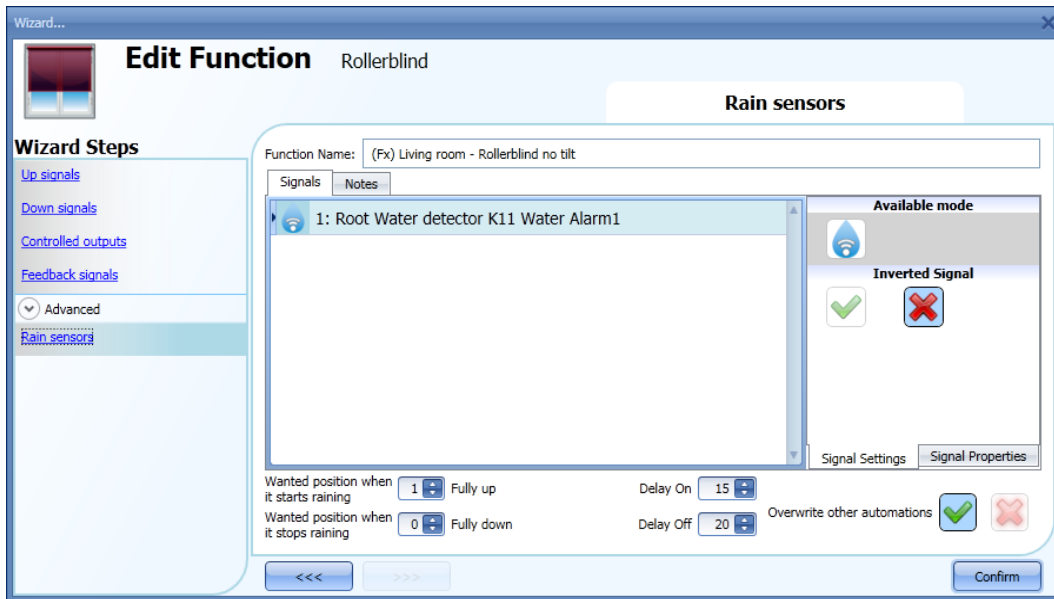 Wizard...
Edit Function Rollerblind
Rain sensors
Wizard Steps
Up signals
Down signals
Controlled outputs
Feedback signals
Advanced
Rain sensors
Function Name: (Fx) Living room - Rollerblind no tilt
Signals Notes
1: Root Water detector K11 Water Alarm1
Available mode
Inverted Signal
Signal Settings Signal Properties
Wanted position when
it starts raining
1 Fully up
Delay On 15
Wanted position when
it stops raining
0 Fully down
Delay Off 20
Overwrite other automations
<<< >>> Confirm